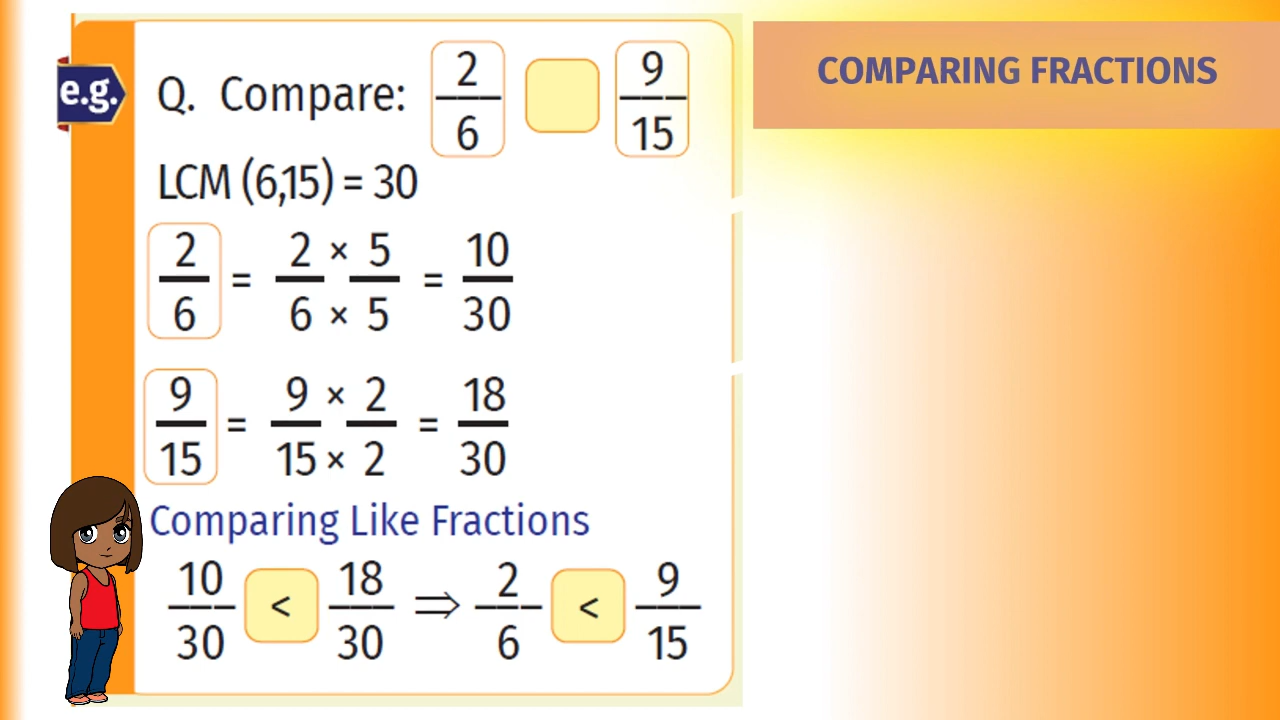 COMPARING FRACTIONS
e.g.
Q. Compare: 2/6 9/15
LCM (6,15) = 30
2/6 = 2 × 5 / 6 × 5 = 10/30
9/15 = 9 × 2 / 15 × 2 = 18/30
Comparing Like Fractions
10/30 < 18/30 ⇒ 2/6 < 9/15